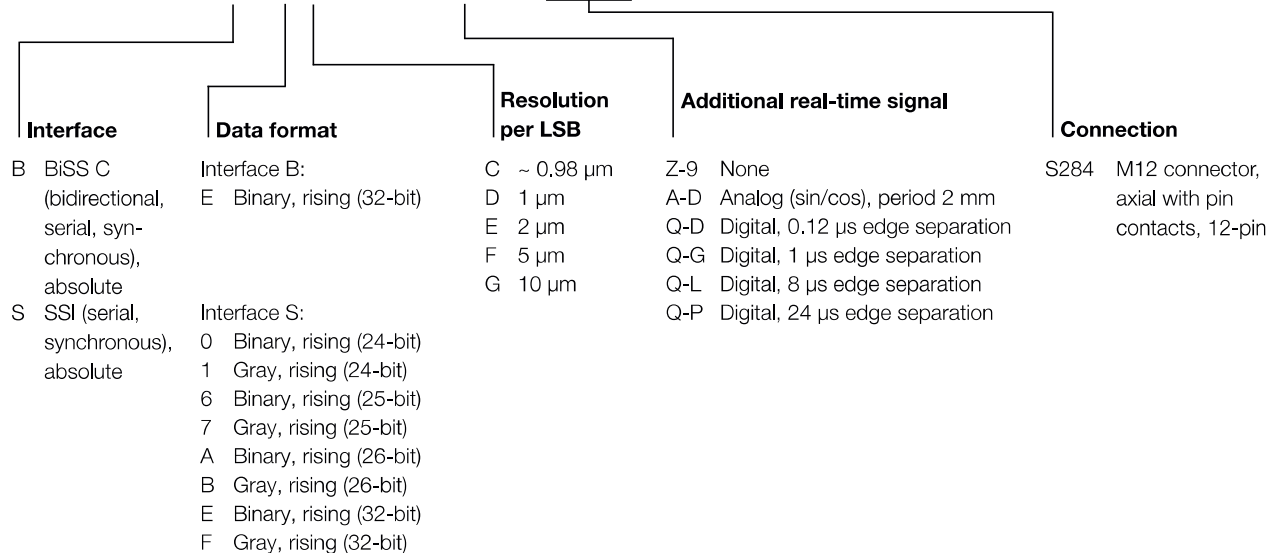 Interface
B BiSS C
(bidirectional,
serial, syn-
chronous),
absolute
S SSI (serial,
synchronous),
absolute
Data format
Interface B:
E Binary, rising (32-bit)
Interface S:
0 Binary, rising (24-bit)
1 Gray, rising (24-bit)
6 Binary, rising (25-bit)
7 Gray, rising (25-bit)
A Binary, rising (26-bit)
B Gray, rising (26-bit)
E Binary, rising (32-bit)
F Gray, rising (32-bit)
Resolution
per LSB
C ~ 0.98 µm
D 1 µm
E 2 µm
F 5 µm
G 10 µm
Additional real-time signal
Z-9 None
A-D Analog (sin/cos), period 2 mm
Q-D Digital, 0.12 µs edge separation
Q-G Digital, 1 µs edge separation
Q-L Digital, 8 µs edge separation
Q-P Digital, 24 µs edge separation
Connection
S284 M12 connector,
axial with pin
contacts, 12-pin